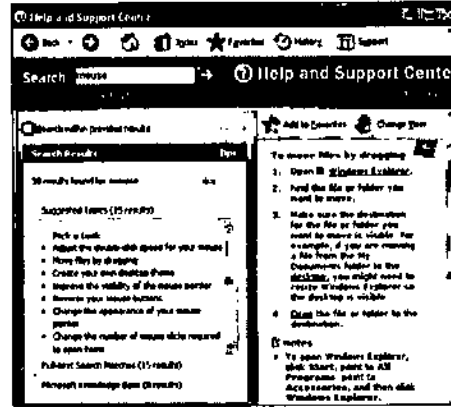 Help and Support Center
Back
Index
Favorites
History
Support
Search
mouse
Help and Support Cente
Search within previous results
Add to Favorites
Change View
Search Results
Tips
30 results found for mouse
Suggested Topics (15 results)
Pick a task
Adjust the double-click speed for your mouse
Move files by dragging
Create your own desktop theme
Improve the visibility of the mouse pointer
Reverse your mouse buttons
Change the appearance of your mouse
pointer
Change the number of mouse clicks required
to open items
Full-text Search Matches (15 results)
Microsoft Knowledge Base (0 results)
To move files by dragging
1. Open Windows Explorer.
2. Find the file or folder you
want to move.
3. Make sure the destination
for the file or folder you
want to move is visible. For
example, if you are moving
a file from the My
Documents folder to the
desktop, you might need to
resize Windows Explorer so
the desktop is visible.
4. Drag the file or folder to the
destination.
Notes
• To open Windows Explorer,
click Start, point to All
Programs, point to
Accessories, and then click
Windows Explorer.